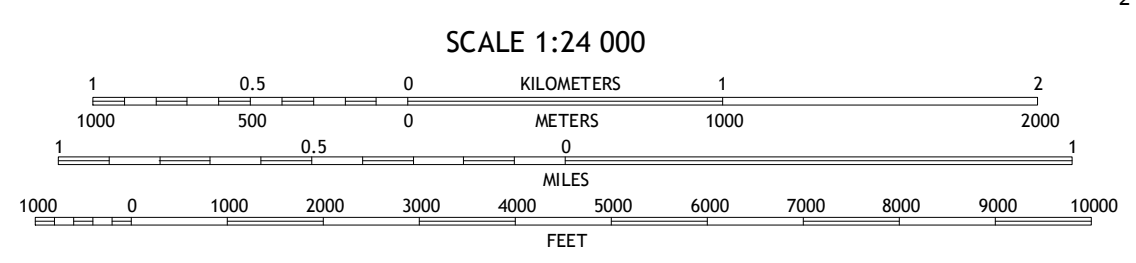 2
SCALE 1:24 000
1 0.5 0 KILOMETERS 1 2
1000 500 0 METERS 1000 2000
1 0.5 0 1
MILES
1000 0 1000 2000 3000 4000 5000 6000 7000 8000 9000 10000
FEET